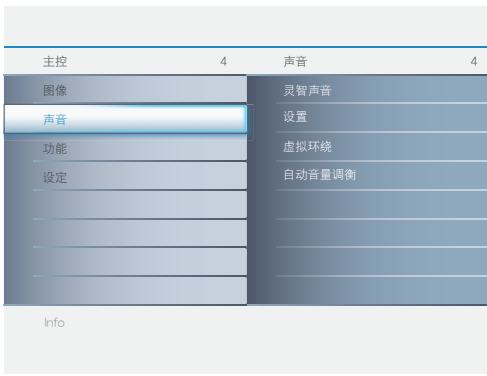 主控 4
图像
声音
功能
设定
声音 4
灵智声音
设置
虚拟环绕
自动音量调衡
Info